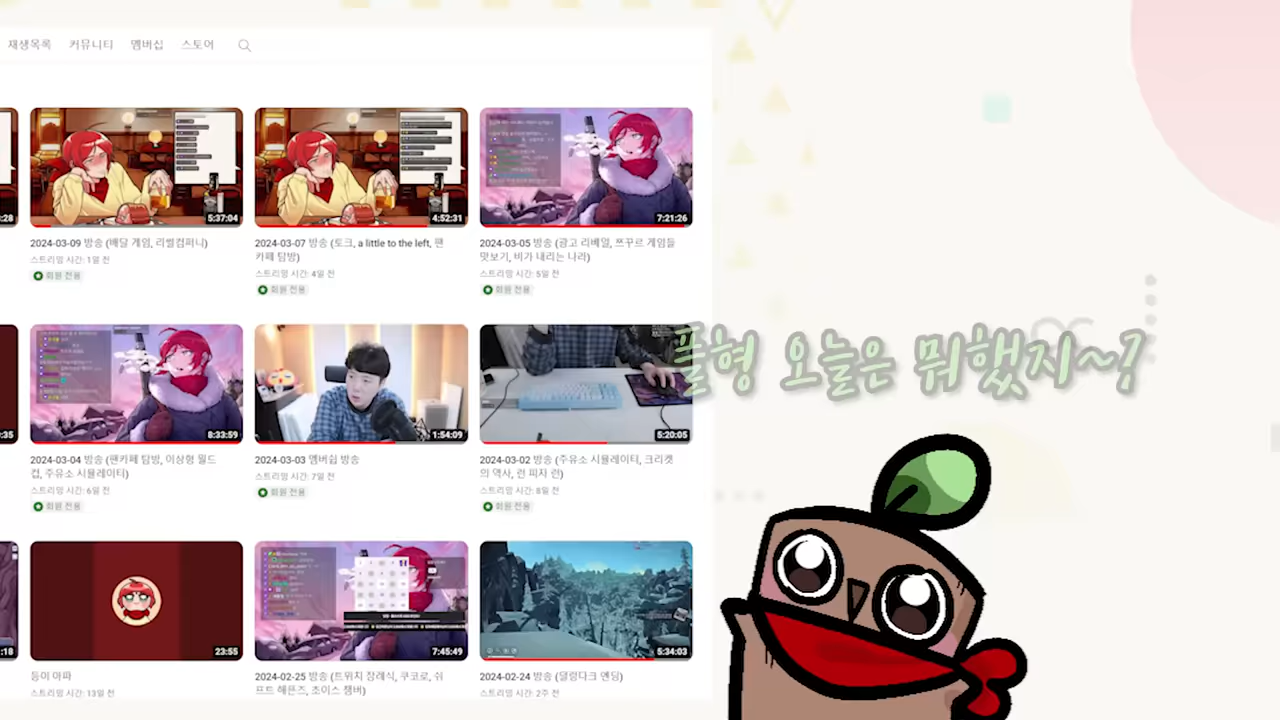 재생목록 커뮤니티 멤버십 스토어
:28
5:37:04
4:52:31
7:21:26
2024-03-09 방송 (배달 게임, 리썰컴퍼니)
스트리밍 시간: 1일 전
회원 전용
2024-03-07 방송 (토크, a little to the left, 팬
카페 탐방)
스트리밍 시간: 4일 전
회원 전용
2024-03-05 방송 (광고 리베일, 쯔꾸르 게임들
맛보기, 비가 내리는 나라)
스트리밍 시간: 5일 전
회원 전용
풀형 오늘은 뭐했지~?
:35
8:33:59
1:54:09
5:20:05
2024-03-04 방송 (팬카페 탐방, 이상형 월드
컵, 주유소 시뮬레이터)
스트리밍 시간: 6일 전
회원 전용
2024-03-03 멤버쉽 방송
스트리밍 시간: 7일 전
회원 전용
2024-03-02 방송 (주유소 시뮬레이터, 크리켓
의 역사, 런 피자 런)
스트리밍 시간: 8일 전
회원 전용
:18
23:55
7:45:49
5:34:03
등이 아파
스트리밍 시간: 13일 전
2024-02-25 방송 (트위치 장례식, 쿠코로, 쉬
프트 헤븐즈, 조이스 챔버)
2024-02-24 방송 (달링다크 엔딩)
스트리밍 시간: 2주 전